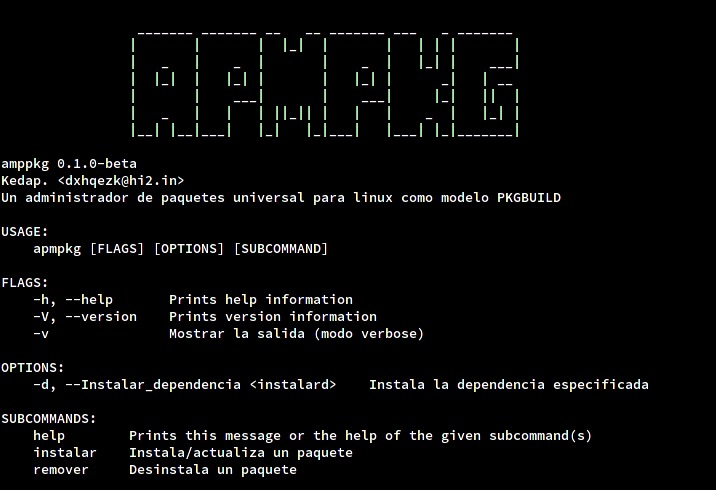 APMPKG
amppkg 0.1.0-beta
Kedap. <dxhqezk@hi2.in>
Un administrador de paquetes universal para linux como modelo PKGBUILD
USAGE:
apmpkg [FLAGS] [OPTIONS] [SUBCOMMAND]
FLAGS:
-h, --help Prints help information
-V, --version Prints version information
-v Mostrar la salida (modo verbose)
OPTIONS:
-d, --Instalar_dependencia <instalard> Instala la dependencia especificada
SUBCOMMANDS:
help Prints this message or the help of the given subcommand(s)
instalar Instala/actualiza un paquete
remover Desinstala un paquete